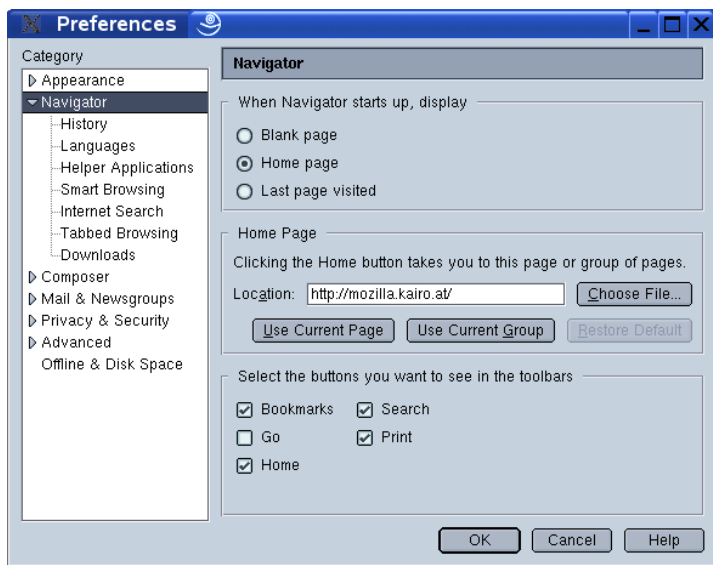 Preferences
Category
Appearance
Navigator
History
Languages
Helper Applications
Smart Browsing
Internet Search
Tabbed Browsing
Downloads
Composer
Mail & Newsgroups
Privacy & Security
Advanced
Offline & Disk Space
Navigator
When Navigator starts up, display
Blank page
Home page
Last page visited
Home Page
Clicking the Home button takes you to this page or group of pages.
Location: http://mozilla.kairo.at/ Choose File...
Use Current Page Use Current Group Restore Default
Select the buttons you want to see in the toolbars
Bookmarks Search
Go Print
Home
OK Cancel Help